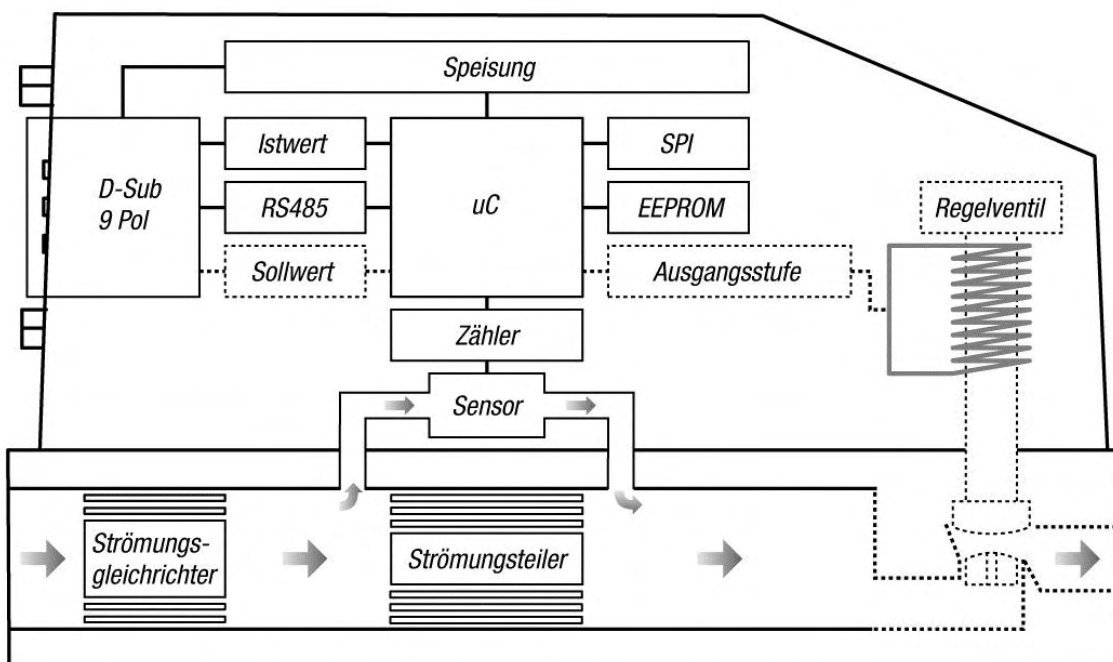 Speisung
D-Sub
9 Pol
Istwert
RS485
Sollwert
uC
SPI
EEPROM
Ausgangsstufe
Regelventil
Zähler
Sensor
Strömungs-
gleichrichter
Strömungsteiler